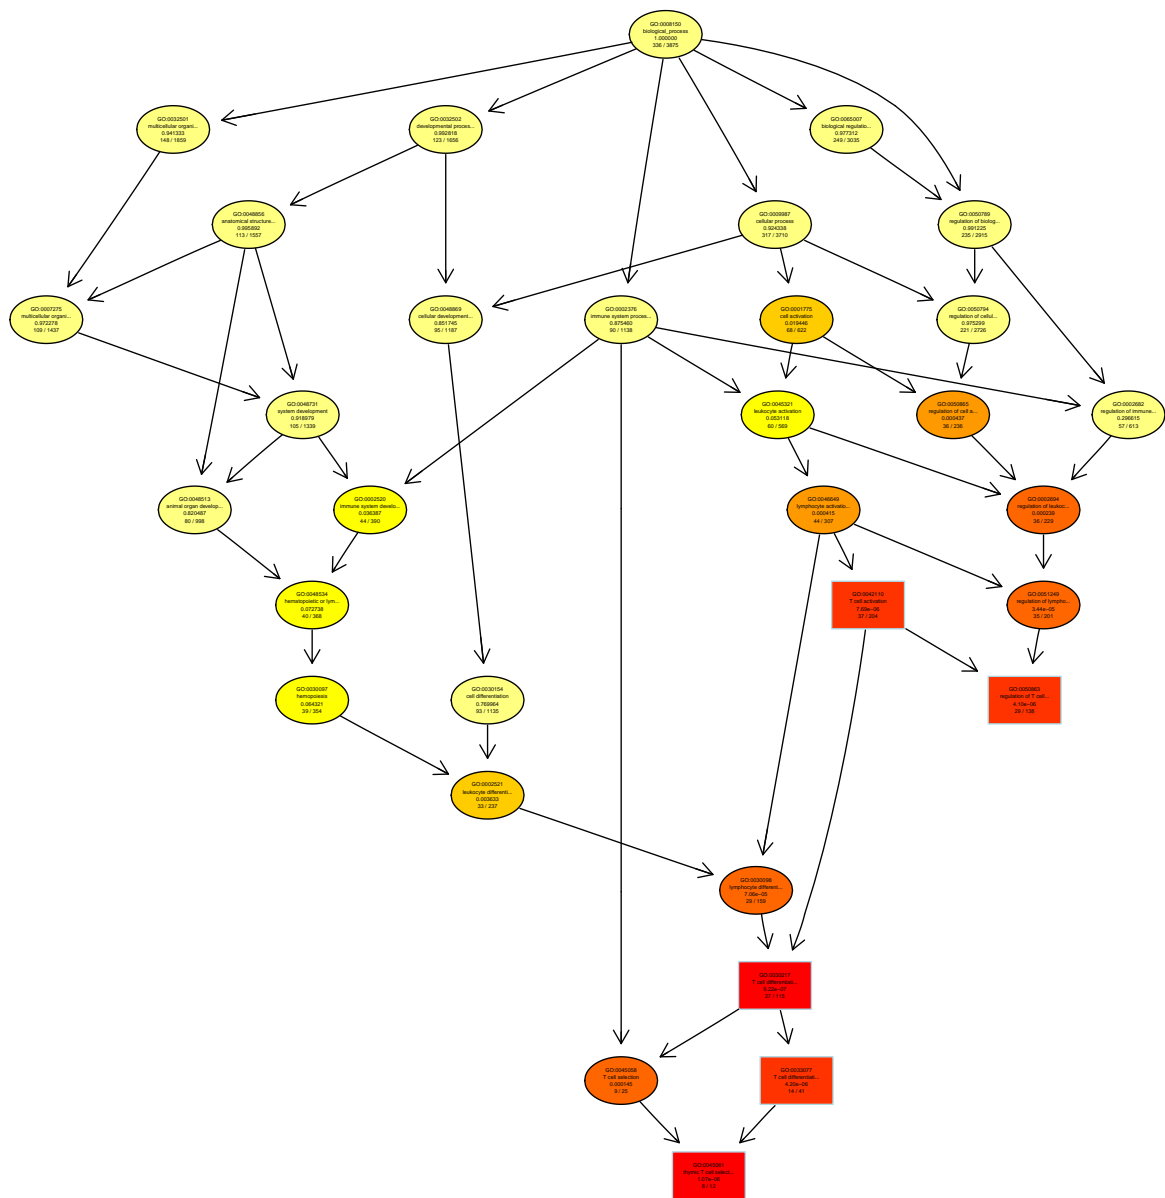 GO:0008150
biological_process
1.000000
336 / 3875
GO:0032501
multicellular organi...
0.941333
148 / 1859
GO:0032502
developmental proces...
0.992818
123 / 1656
GO:0065007
biological regulatio...
0.977312
249 / 3035
GO:0048856
anatomical structure...
0.995892
113 / 1557
GO:0009987
cellular process
0.924338
317 / 3710
GO:0050789
regulation of biolog...
0.991225
235 / 2915
GO:0007275
multicellular organi...
0.972278
109 / 1437
GO:0048869
cellular development...
0.851745
95 / 1187
GO:0002376
immune system proces...
0.875460
90 / 1138
GO:0001775
cell activation
0.019446
68 / 622
GO:0050794
regulation of cellul...
0.975299
221 / 2726
GO:0048731
system development
0.918979
105 / 1339
GO:0045321
leukocyte activation
0.053118
60 / 569
GO:0050865
regulation of cell a...
0.000437
36 / 236
GO:0002682
regulation of immune...
0.296615
57 / 613
GO:0048513
animal organ develop...
0.820487
80 / 998
GO:0002520
immune system develo...
0.036387
44 / 390
GO:0046649
lymphocyte activatio...
0.000415
44 / 307
GO:0002694
regulation of leukoc...
0.000239
36 / 229
GO:0048534
hematopoietic or lym...
0.072738
40 / 368
GO:0042110
T cell activation
7.69e−06
37 / 204
GO:0051249
regulation of lympho...
3.44e−05
35 / 201
GO:0030097
hemopoiesis
0.064321
39 / 354
GO:0030154
cell differentiation
0.769964
93 / 1135
GO:0050863
regulation of T cell...
4.10e−06
29 / 138
GO:0002521
leukocyte differenti...
0.003633
33 / 237
GO:0030098
lymphocyte different...
7.06e−05
29 / 159
GO:0030217
T cell differentiati...
27 / 115
GO:0045058
T cell selection
0.000145
9 / 25
GO:0033077
T cell differentiati...
4.20e−06
14 / 41
T cell select...